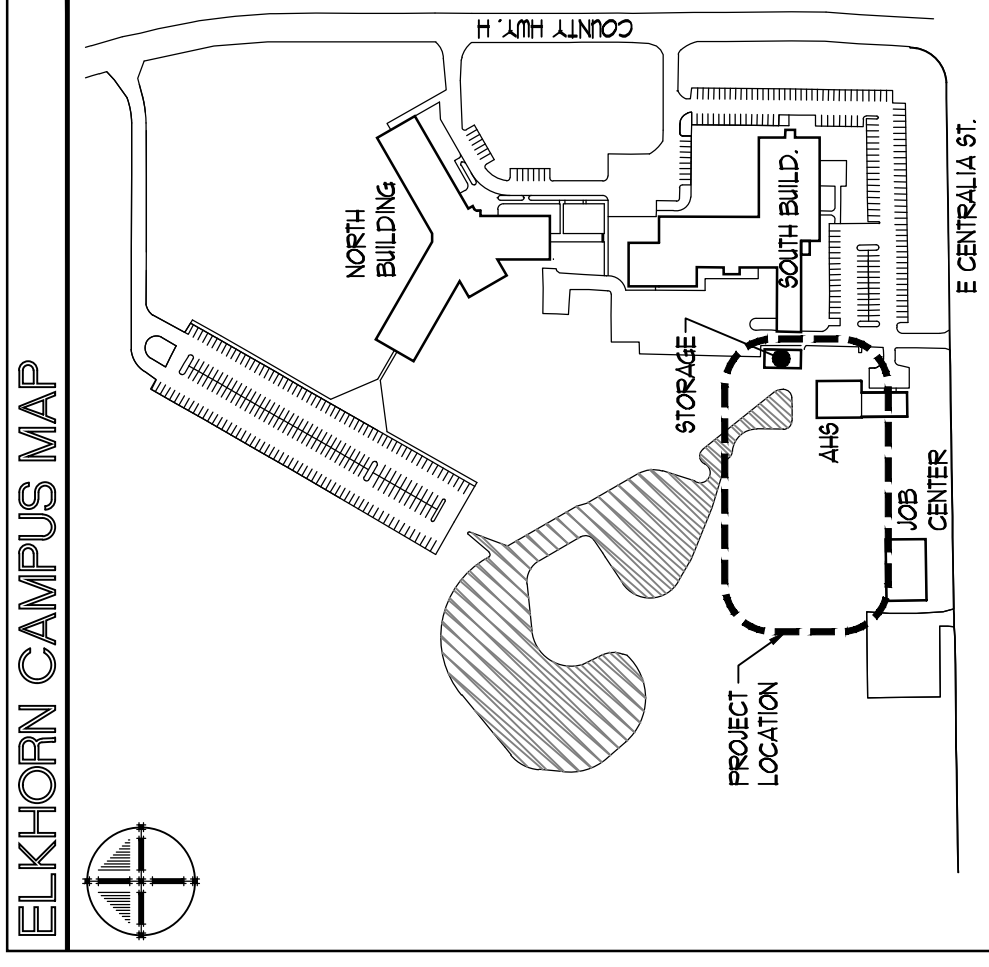 ELKHORN CAMPUS MAP
COUNTY HWY. H
NORTH
BUILDING
SOUTH BUILD.
E CENTRALIA ST.
STORAGE
AHS
JOB
CENTER
PROJECT
LOCATION